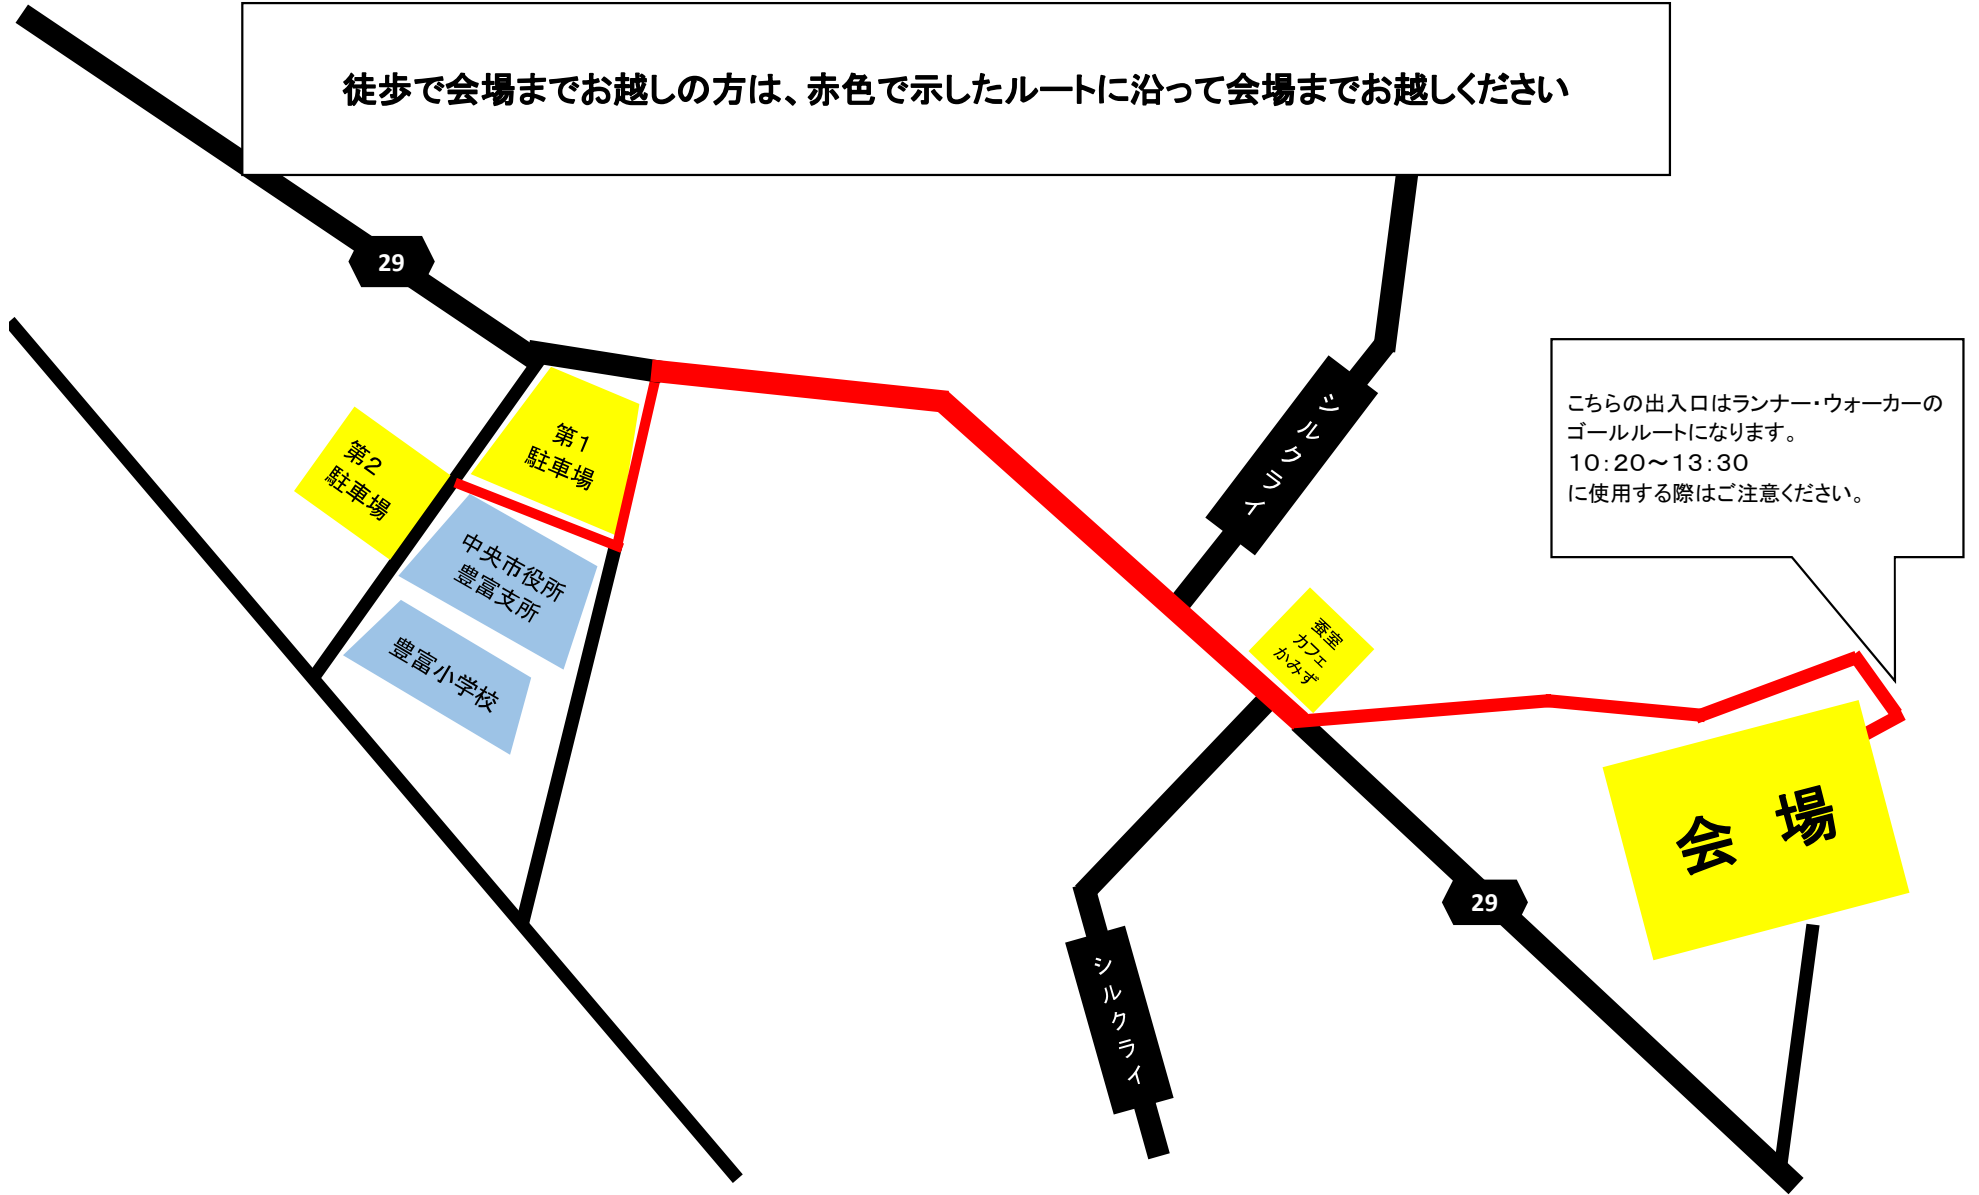 徒歩で会場までお越しの方は、赤色で示したルートに沿って会場までお越しください
29
シルクライ
こちらの出入口はランナー・ウォーカーの
ゴールルートになります。
10:20～13:30
に使用する際はご注意ください。
第1
駐車場
第2
駐車場
中央市役所
豊富支所
豊富小学校
蚕室
カフェ
かみず
会　場
29
シルクライ